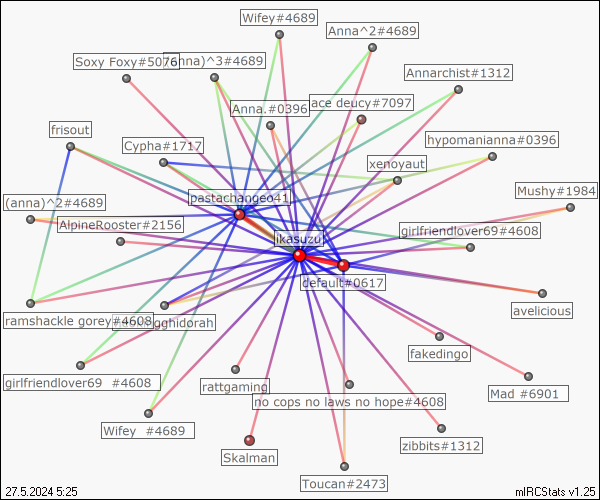 Wifey#4689
Anna^2#4689
Soxy Foxy#5076
nna)^3#4689
Annarchist#1312
Anna.#0396
ace deucy#7097
frisout
Cypha#1717
hypomanianna#0396
xenoyaut
pastachangeo41
Mushy#1984
(anna)^2#4689
AlpineRooster#2156
ikasuzu
girlfriendlover69#4608
default#0617
avelicious
ramshackle gorey#4608
gghidorah
fakedingo
girlfriendlover69 #4608
rattgaming
no cops no laws no hope#4608
Mad #6901
Wifey #4689
zibbits#1312
Skalman
Toucan#2473
27.5.2024 5:25
mIRCStats v1.25